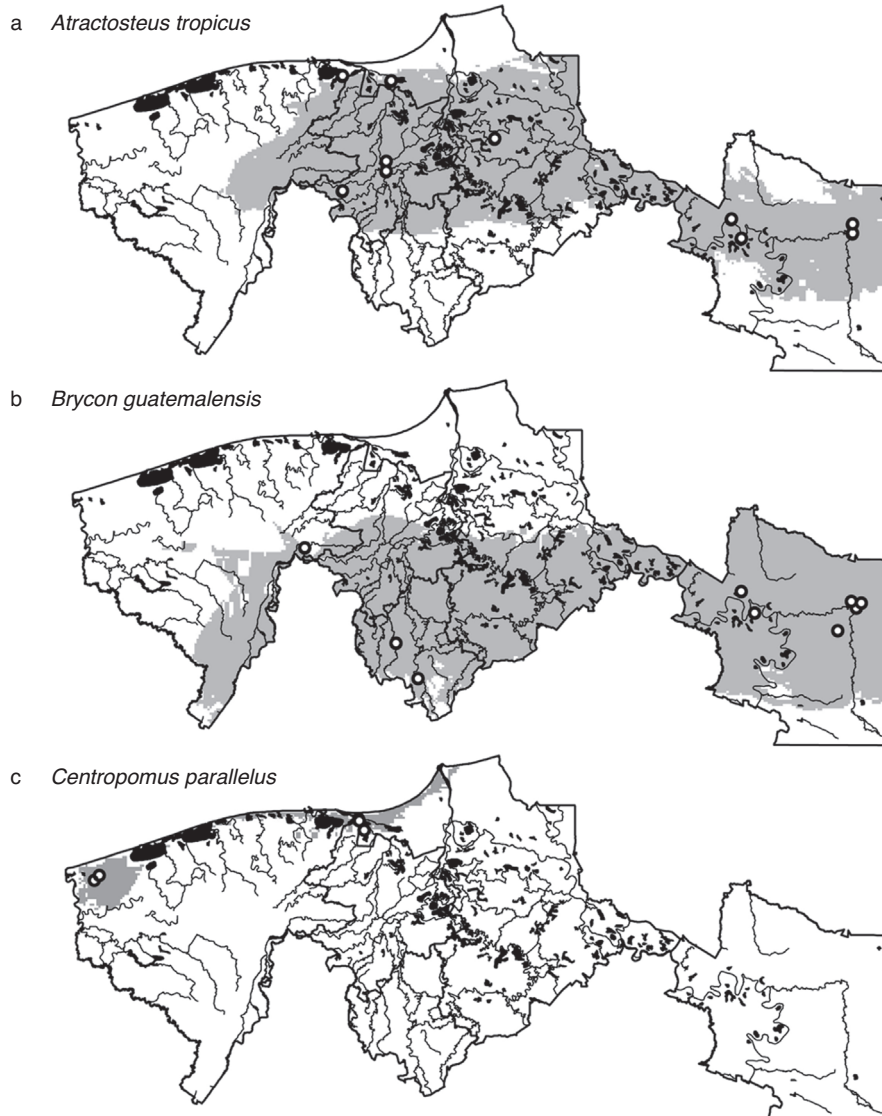 a Atractosteus tropicus
b Brycon guatemalensis
c Centropomus parallelus